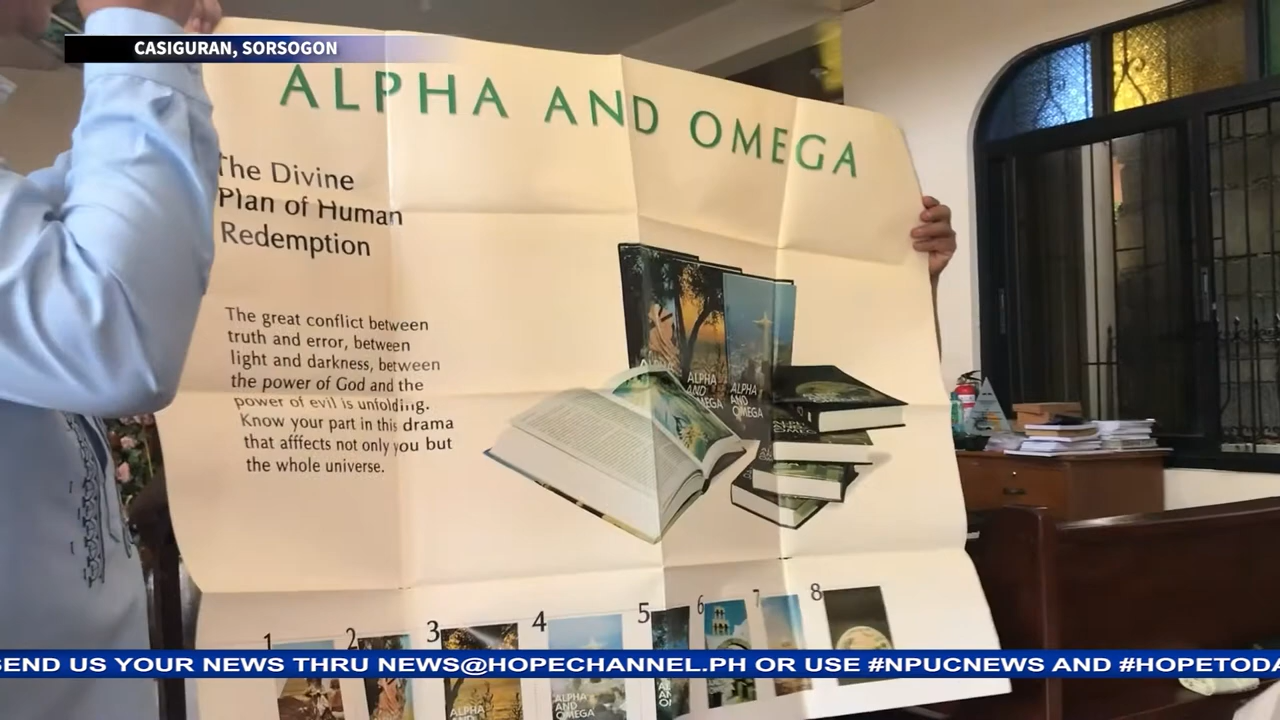 CASIGURAN, SORSOGON
ALPHA AND OMEGA
The Divine
Plan of Human
Redemption
The great conflict between
truth and error, between
light and darkness, between
the power of God and the
power of evil is unfolding.
Know your part in this drama
that afffects not only you but
the whole universe.
ALPHA
AND
OMEGA
ALPHA
AND
OMEGA
1 2 3 4 5 6 7 8
ALPHA
ALPHA
AND
OMEGA
SEND US YOUR NEWS THRU NEWS@HOPECHANNEL.PH OR USE #NPUCNEWS AND #HOPETODA